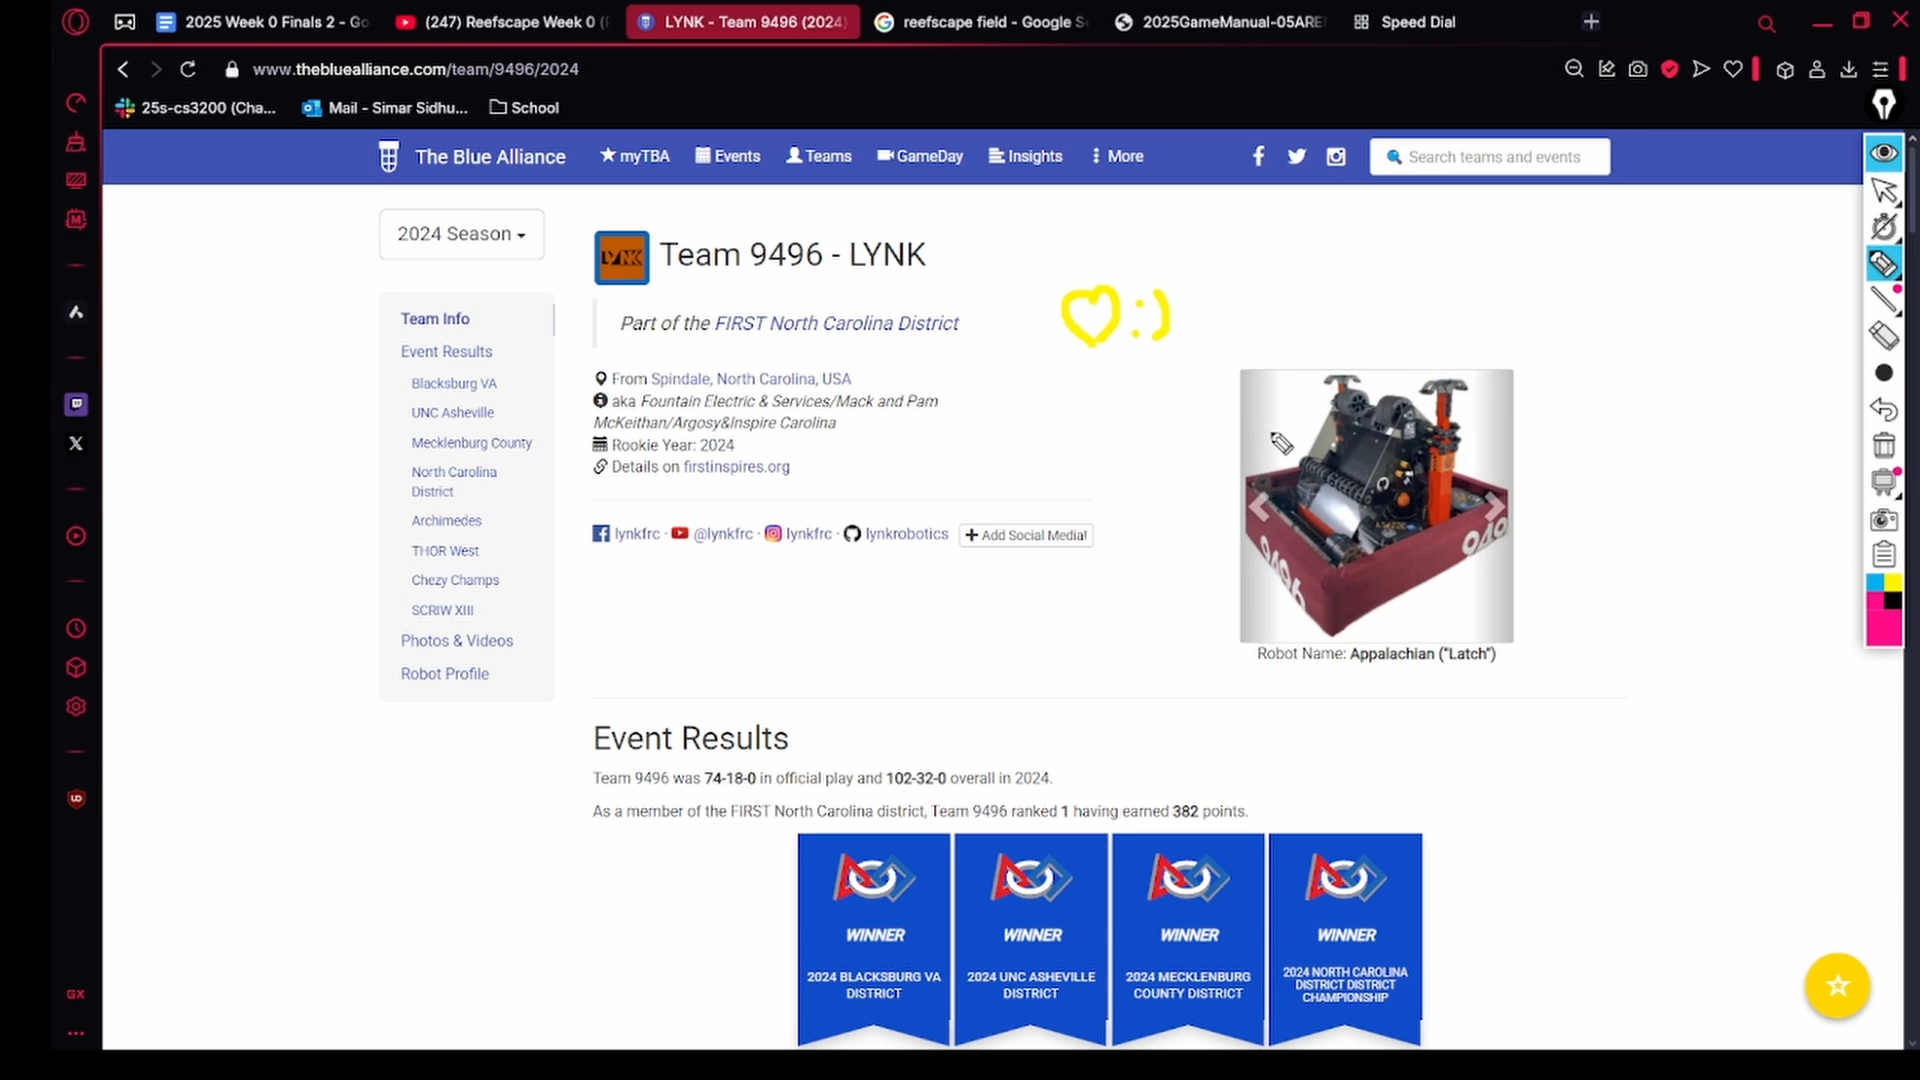 2025 Week 0 Finals 2 - Go
(247) Reefscape Week 0 (F
LYNK - Team 9496 (2024)
reefscape field - Google Se
2025GameManual-05ARE
Speed Dial
www.thebluealliance.com/team/9496/2024
25s-cs3200 (Cha...
Mail - Simar Sidhu...
School
The Blue Alliance
myTBA
Events
Teams
GameDay
Insights
More
Search teams and events
2024 Season
LYNK
Team 9496 - LYNK
Team Info
Event Results
Blacksburg VA
UNC Asheville
Mecklenburg County
North Carolina
District
Archimedes
THOR West
Chezy Champs
SCRIW XIII
Photos & Videos
Robot Profile
Part of the FIRST North Carolina District
:)
From Spindale, North Carolina, USA
aka Fountain Electric & Services/Mack and Pam
McKeithan/Argosy&Inspire Carolina
Rookie Year: 2024
Details on firstinspires.org
lynkfrc · @lynkfrc · lynkfrc · lynkrobotics
Add Social Media!
9496
949
Robot Name: Appalachian ("Latch")
Event Results
Team 9496 was 74-18-0 in official play and 102-32-0 overall in 2024.
As a member of the FIRST North Carolina district, Team 9496 ranked 1 having earned 382 points.
WINNER
2024 BLACKSBURG VA
DISTRICT
WINNER
2024 UNC ASHEVILLE
DISTRICT
WINNER
2024 MECKLENBURG
COUNTY DISTRICT
WINNER
2024 NORTH CAROLINA
DISTRICT DISTRICT
CHAMPIONSHIP
GX